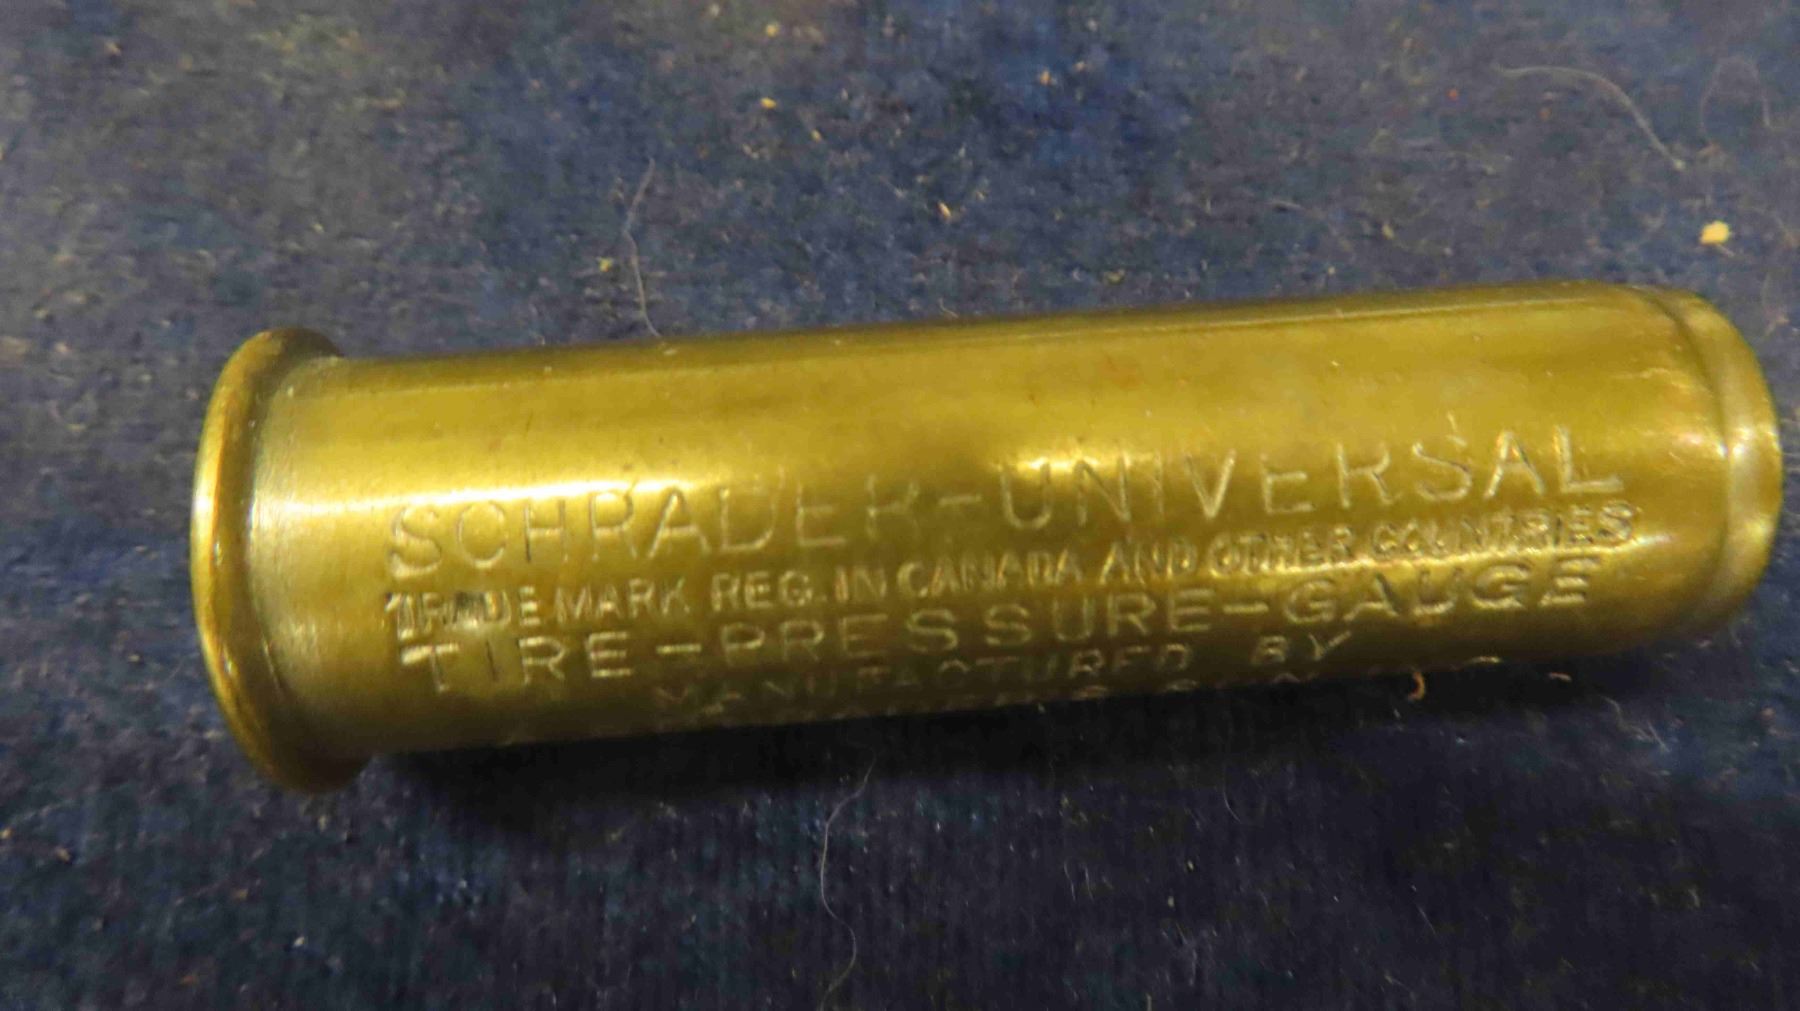 SCHRADER-UNIVERSAL
TRADE MARK REG. IN CANADA AND OTHER COUNTRIES
TIRE-PRESSURE-GAUGE
MANUFACTURED BY